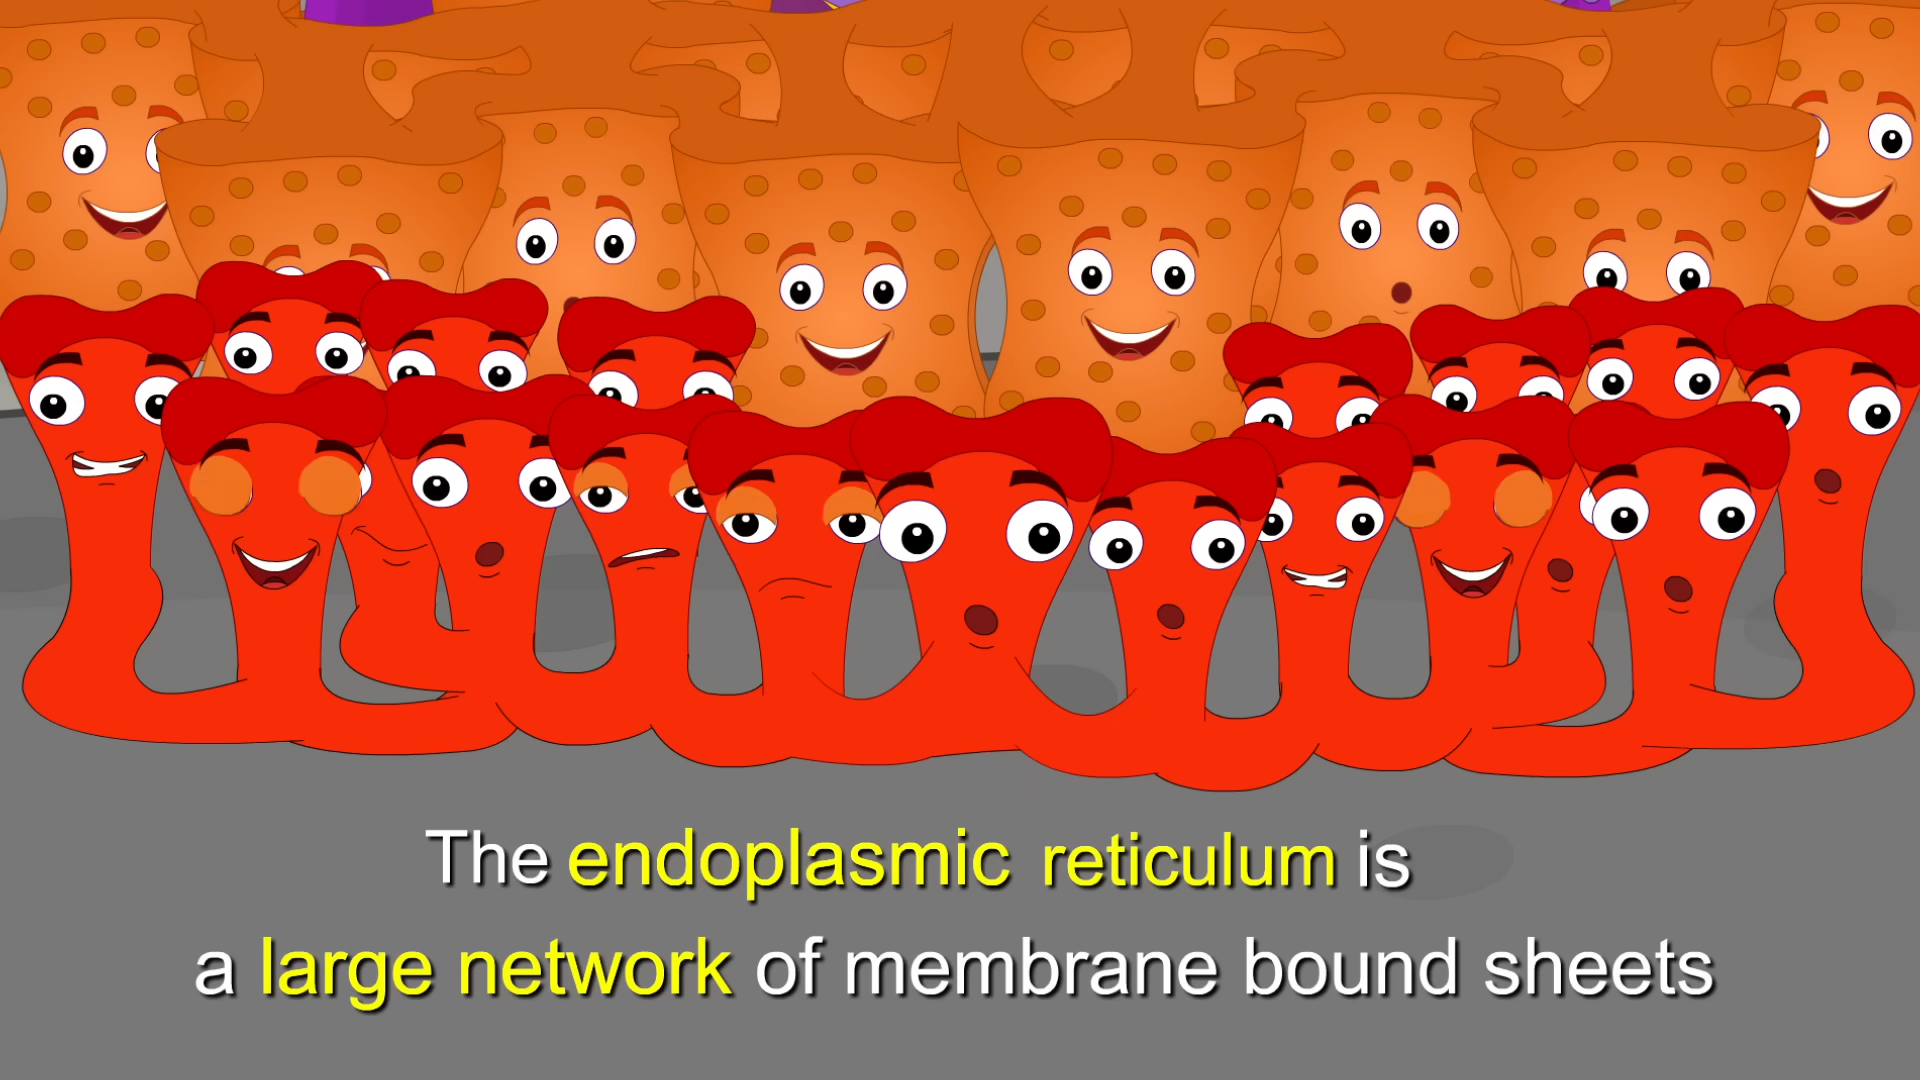 The endoplasmic reticulum is
a large network of membrane bound sheets